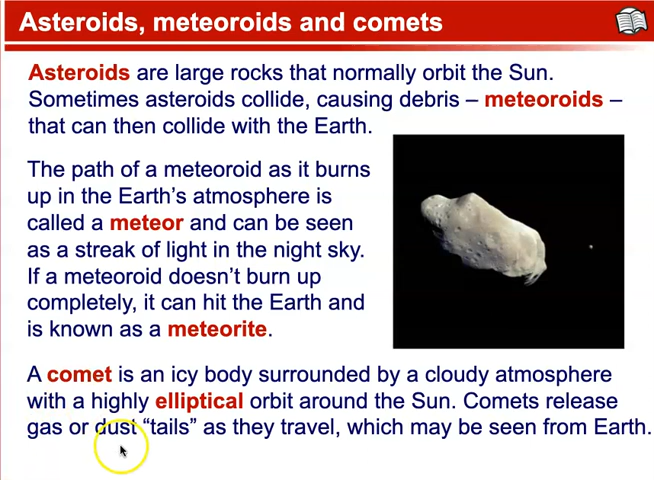 Asteroids, meteoroids and comets
Asteroids are large rocks that normally orbit the Sun.
Sometimes asteroids collide, causing debris – meteoroids –
that can then collide with the Earth.
The path of a meteoroid as it burns
up in the Earth's atmosphere is
called a meteor and can be seen
as a streak of light in the night sky.
If a meteoroid doesn't burn up
completely, it can hit the Earth and
is known as a meteorite.
A comet is an icy body surrounded by a cloudy atmosphere
with a highly elliptical orbit around the Sun. Comets release
gas or dust “tails” as they travel, which may be seen from Earth.